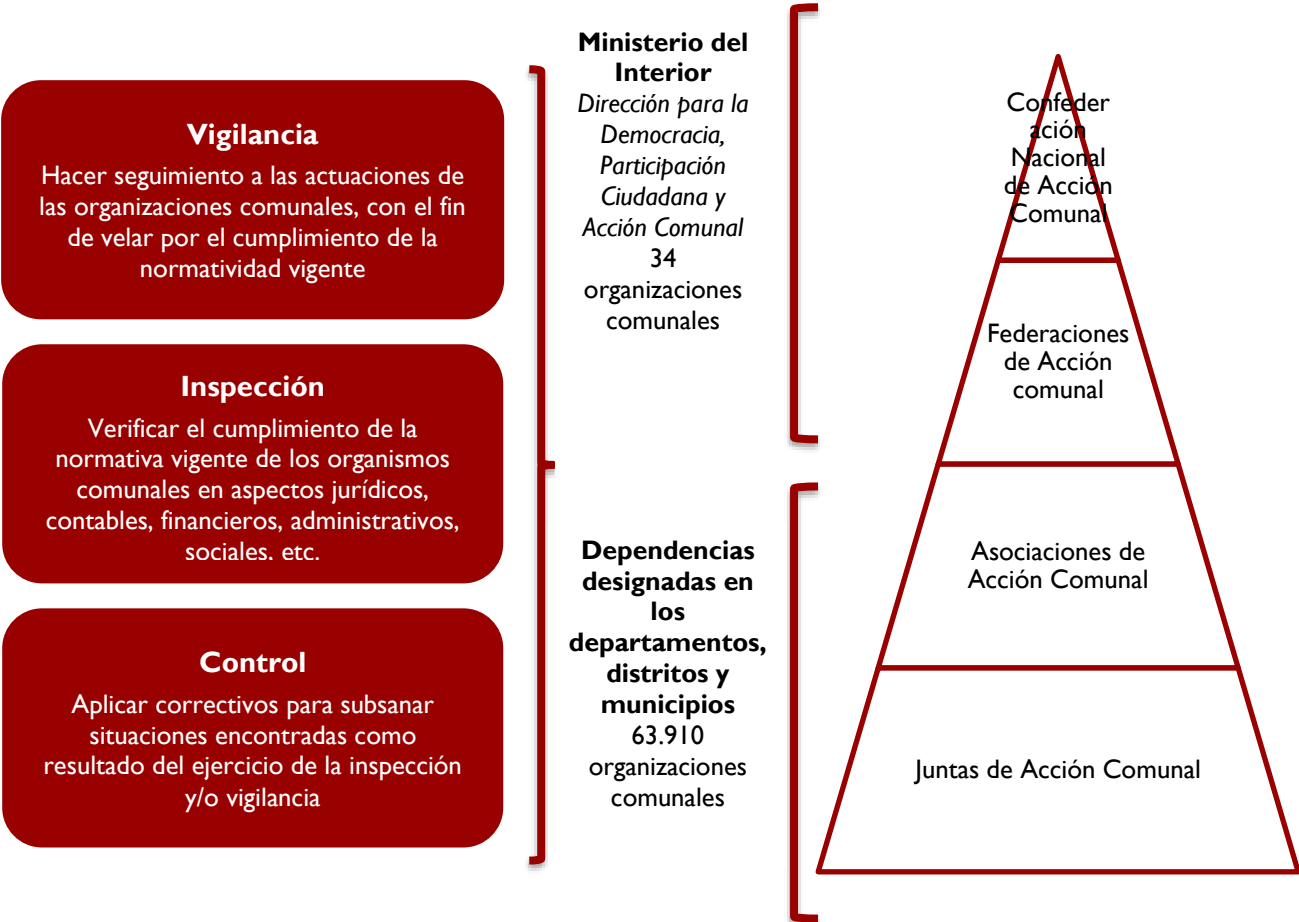 Vigilancia
Hacer seguimiento a las actuaciones de
las organizaciones comunales, con el fin
de velar por el cumplimiento de la
normatividad vigente
Inspección
Verificar el cumplimiento de la
normativa vigente de los organismos
comunales en aspectos jurídicos,
contables, financieros, administrativos,
sociales. etc.
Control
Aplicar correctivos para subsanar
situaciones encontradas como
resultado del ejercicio de la inspección
y/o vigilancia
Ministerio del
Interior
Dirección para la
Democracia,
Participación
Ciudadana y
Acción Comunal
34
organizaciones
comunales
Dependencias
designadas en
los
departamentos,
distritos y
municipios
63.910
organizaciones
comunales
Confeder
ación
Nacional
de Acción
Comunal
Federaciones
de Acción
comunal
Asociaciones de
Acción Comunal
Juntas de Acción Comunal